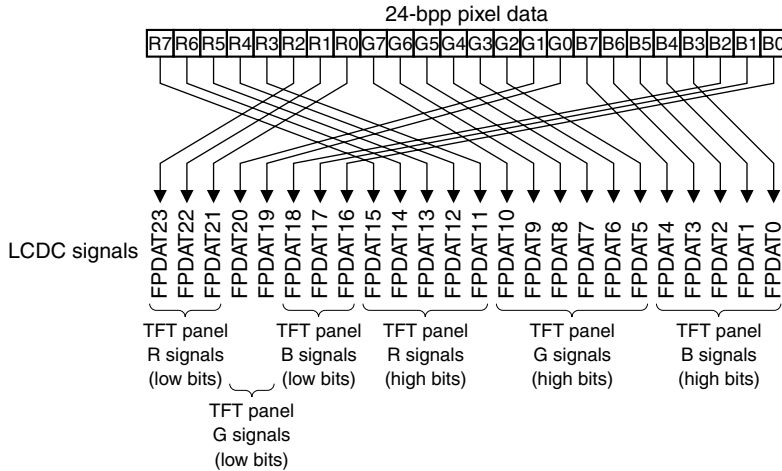 24-bpp pixel data
R7 R6 R5 R4 R3 R2 R1 R0 G7 G6 G5 G4 G3 G2 G1 G0 B7 B6 B5 B4 B3 B2 B1 B0
LCDC signals
FPDAT23 FPDAT22 FPDAT21 FPDAT20 FPDAT19 FPDAT18 FPDAT17 FPDAT16 FPDAT15 FPDAT14 FPDAT13 FPDAT12 FPDAT11 FPDAT10 FPDAT9 FPDAT8 FPDAT7 FPDAT6 FPDAT5 FPDAT4 FPDAT3 FPDAT2 FPDAT1 FPDAT0
TFT panel
R signals
(low bits)
TFT panel
G signals
(low bits)
TFT panel
B signals
(low bits)
TFT panel
R signals
(high bits)
TFT panel
G signals
(high bits)
TFT panel
B signals
(high bits)